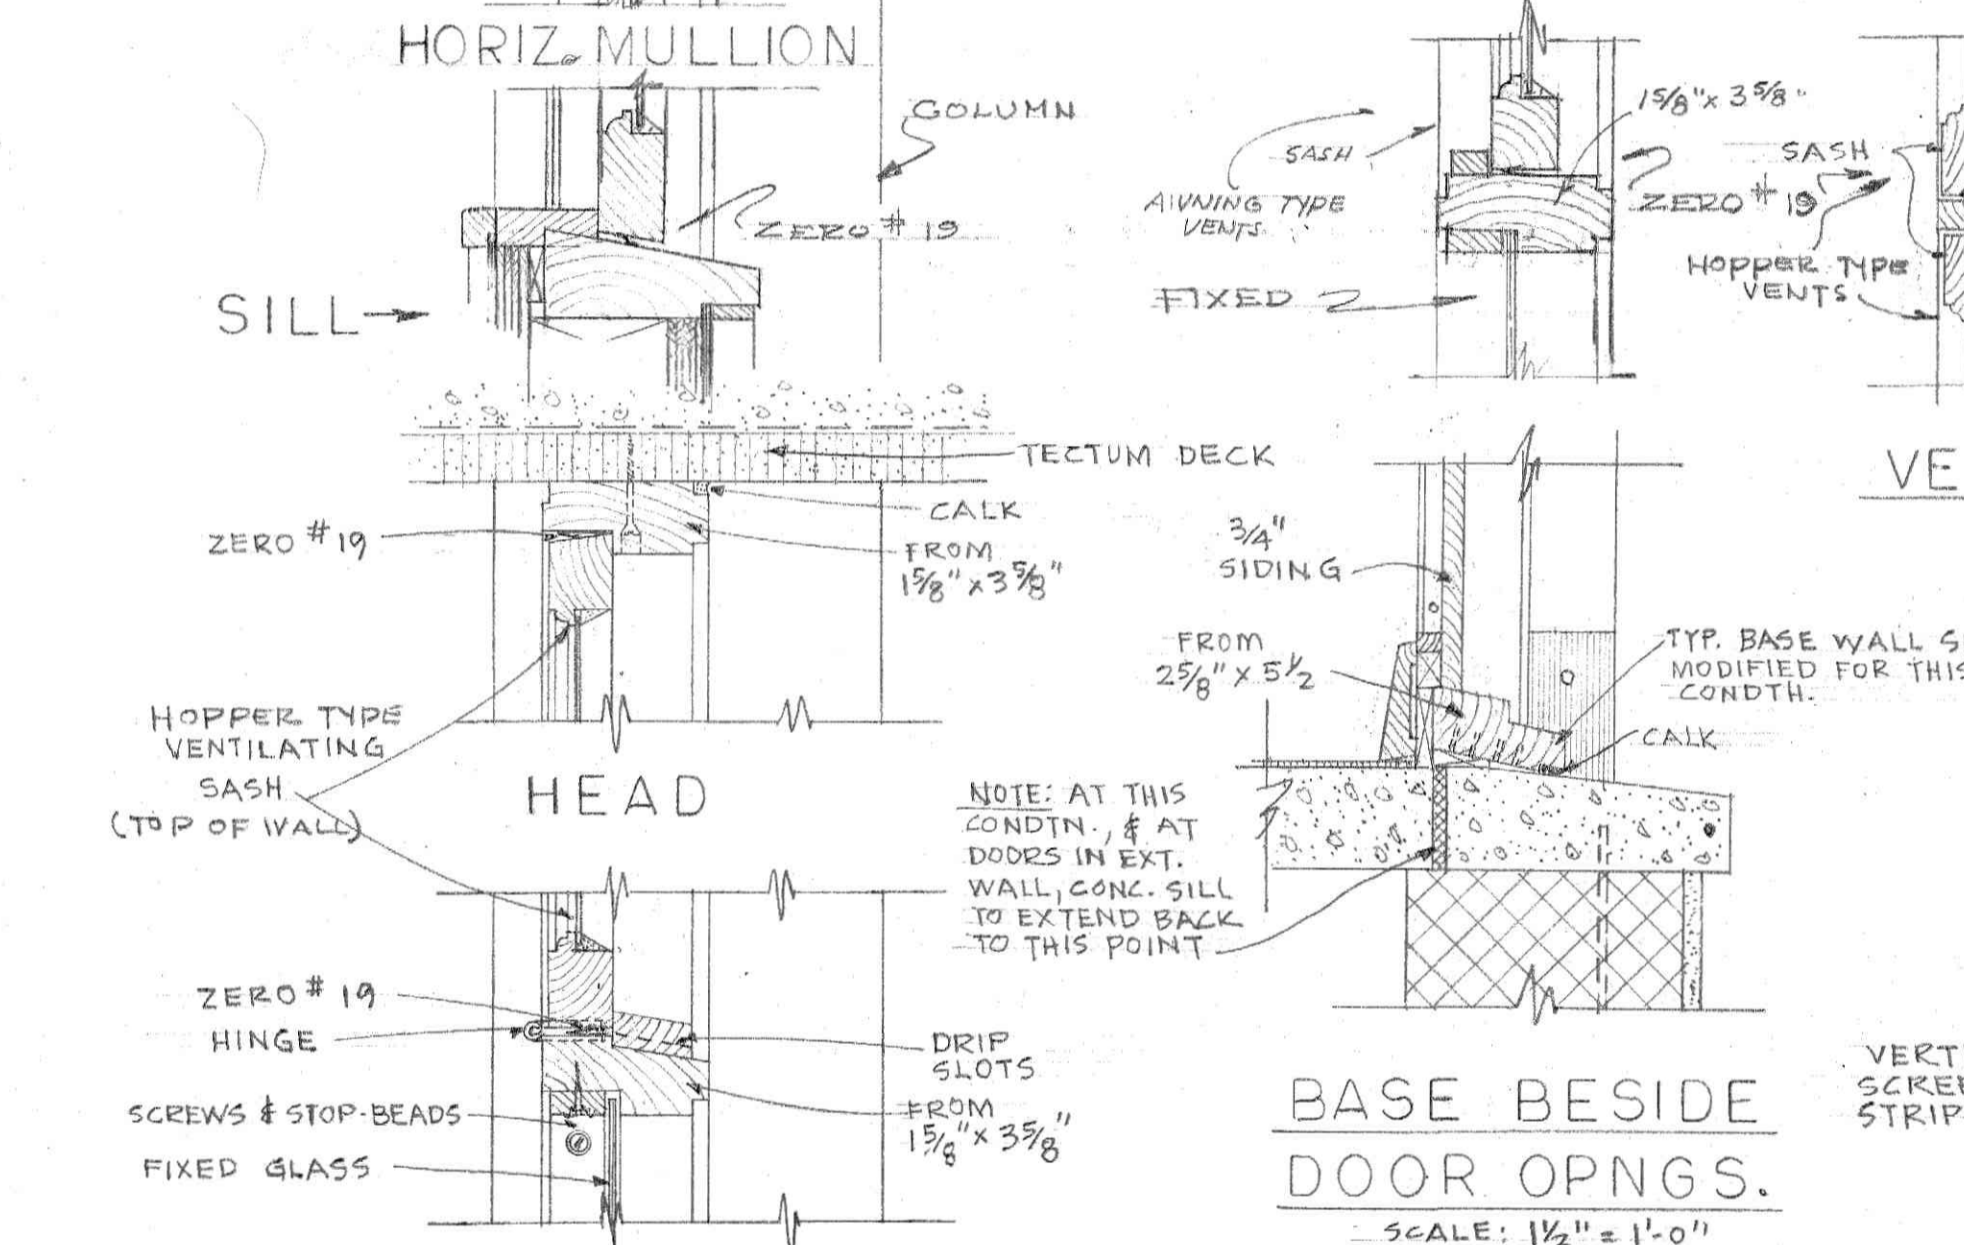 HORIZ. MULLION
COLUMN
ZERO # 19
SILL
TECTUM DECK
CALK
ZERO # 19
FROM
1 5/8" x 3 5/8"
HOPPER TYPE
VENTILATING
SASH
(TOP OF WALL)
HEAD
ZERO # 19
HINGE
DRIP
SLOTS
SCREWS & STOP-BEADS
FROM
1 5/8" x 3 5/8"
FIXED GLASS
1 5/8" x 3 5/8"
SASH
AWNING TYPE
VENTS
ZERO # 19
FIXED
SASH
HOPPER TYPE
VENTS
VE
3/4"
SIDING
FROM
2 5/8" x 5 1/2
TYP. BASE WALL S
MODIFIED FOR THIS
CONDTH.
CALK
NOTE: AT THIS
CONDTN., & AT
DOORS IN EXT.
WALL, CONC. SILL
TO EXTEND BACK
TO THIS POINT
BASE BESIDE
DOOR OPNGS.
SCALE: 1 1/2" = 1'-0"
VERT
SCREE
STRIP